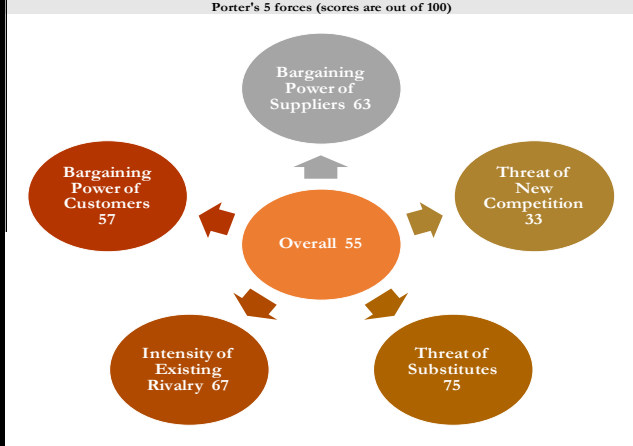 Porter's 5 forces (scores are out of 100)
Bargaining
Power of
Suppliers 63
Bargaining
Power of
Customers
57
Threat of
New
Competition
33
Overall 55
Intensity of
Existing
Rivalry 67
Threat of
Substitutes
75